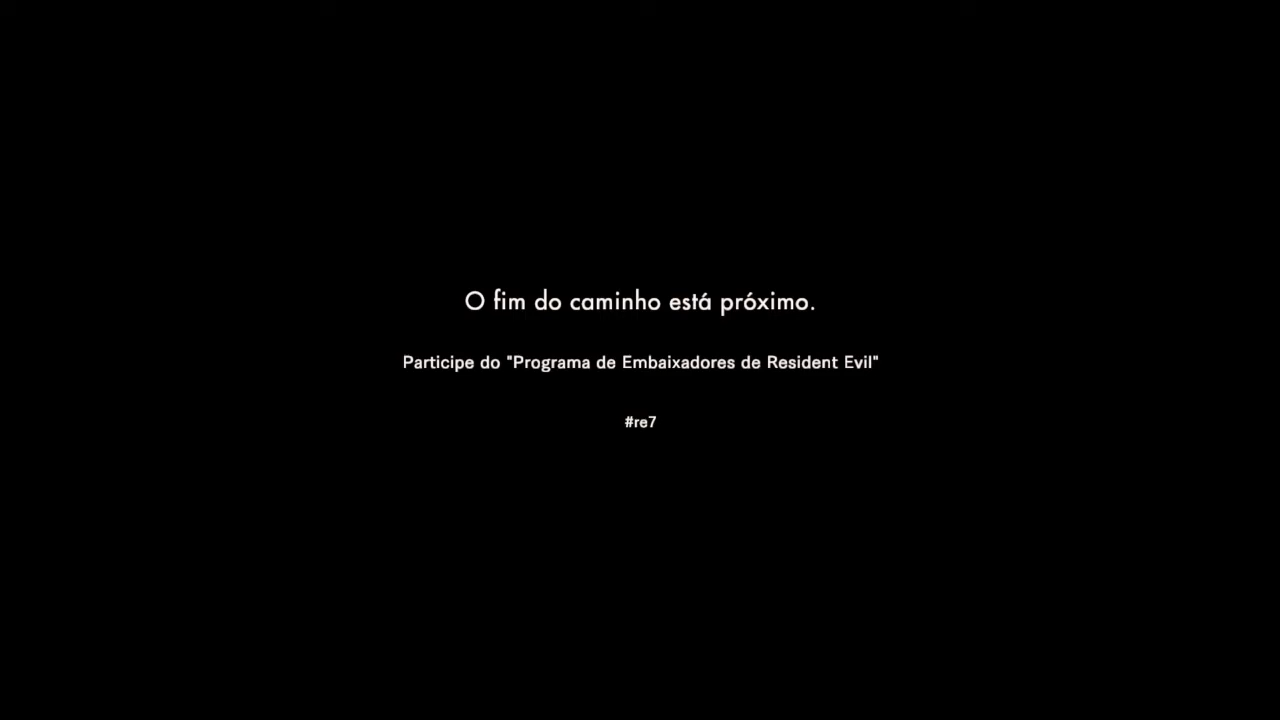 O fim do caminho está próximo.
Participe do "Programa de Embaixadores de Resident Evil"
#re7